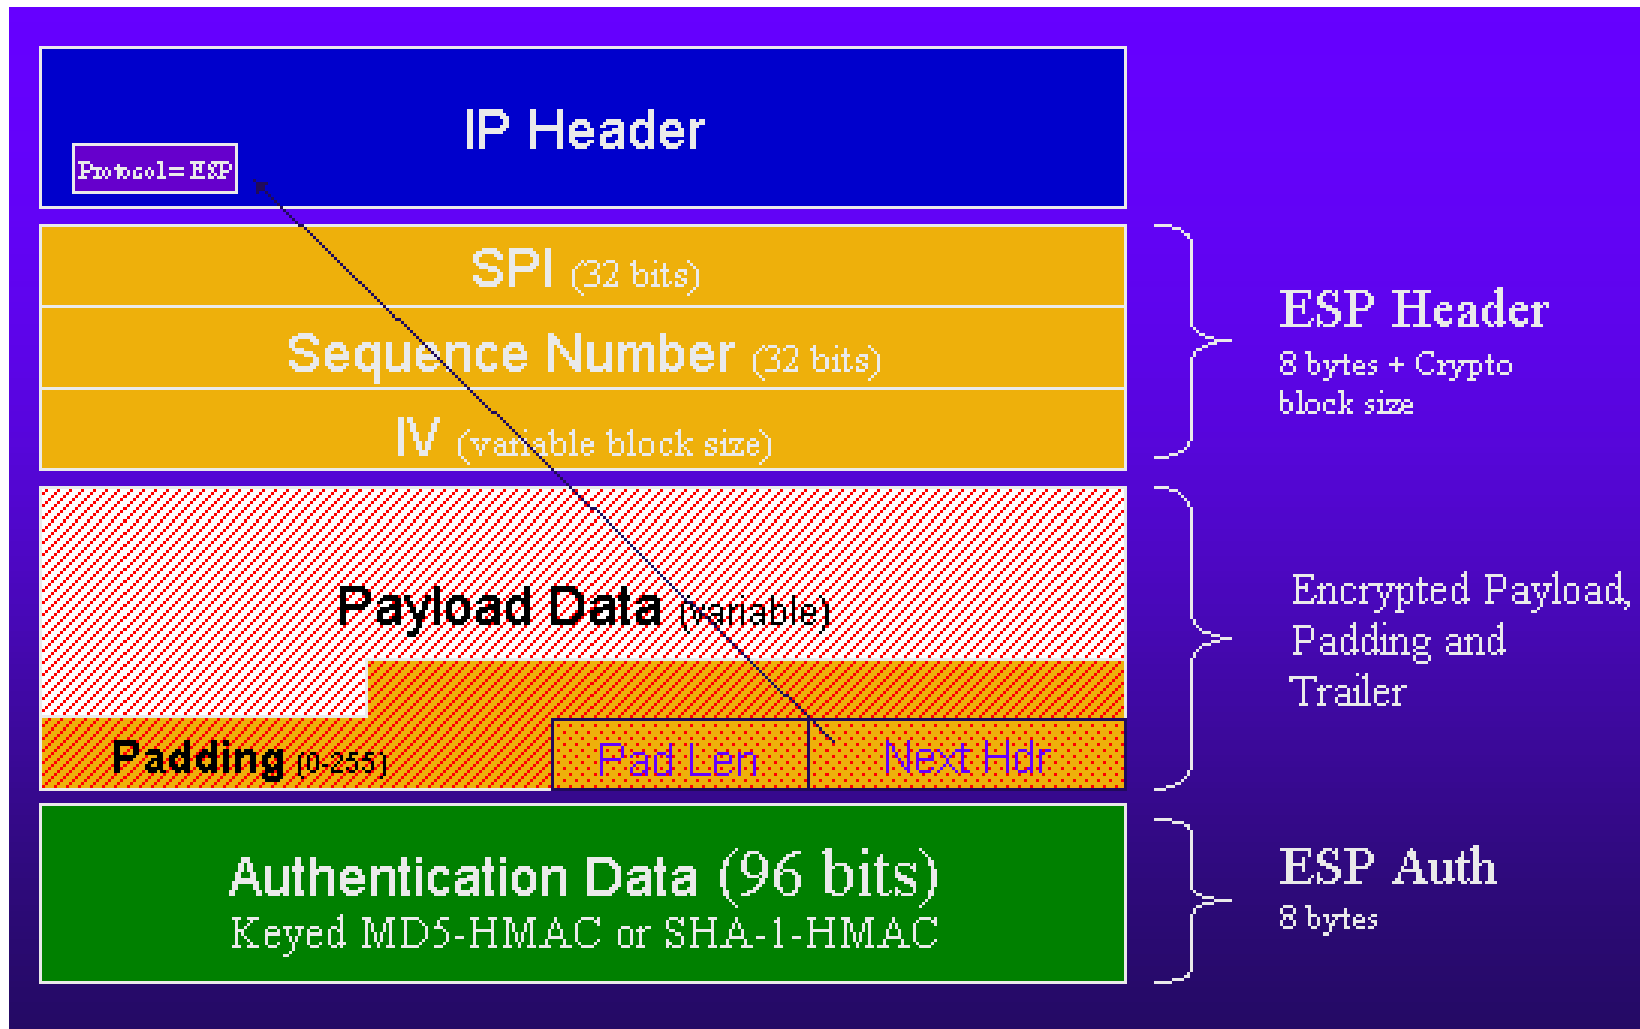 IP Header
Protocol= ESP
SPI (32 bits)
Sequence Number (32 bits)
IV (variable block size)
ESP Header
8 bytes + Crypto
block size
Payload Data (variable)
Encrypted Payload,
Padding and
Trailer
Padding (0-255)
Pad Len
Next Hdr
Authentication Data (96 bits)
Keyed MD5-HMAC or SHA-1-HMAC
ESP Auth
8 bytes